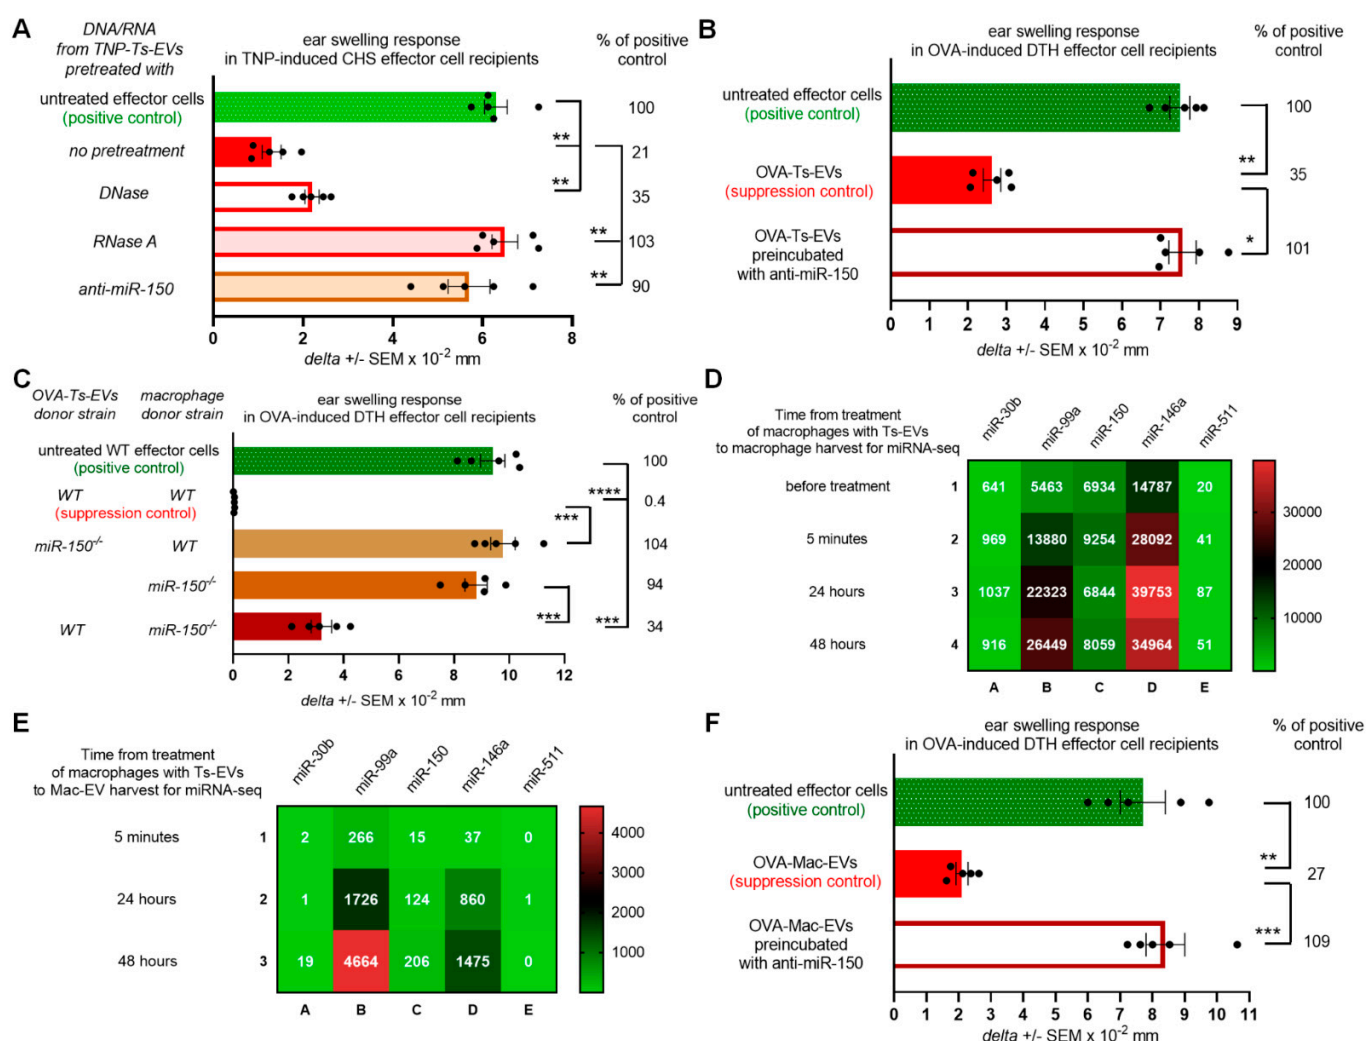 A
DNA/RNA
from TNP-Ts-EVs
pretreated with
ear swelling response
in TNP-induced CHS effector cell recipients
% of positive
control
untreated effector cells
(positive control)
100
**
no pretreatment
21
**
DNase
35
**
RNase A
103
**
anti-miR-150
90
0 2 4 6 8
delta +/- SEM x 10⁻² mm
B
ear swelling response
in OVA-induced DTH effector cell recipients
% of positive
control
untreated effector cells
(positive control)
100
**
OVA-Ts-EVs
(suppression control)
35
*
OVA-Ts-EVs
preincubated
with anti-miR-150
101
0 1 2 3 4 5 6 7 8 9
delta +/- SEM x 10⁻² mm
C
OVA-Ts-EVs
donor strain
macrophage
donor strain
ear swelling response
in OVA-induced DTH effector cell recipients
% of positive
control
untreated WT effector cells
(positive control)
100
****
WT WT
(suppression control)
0.4
***
miR-150⁻/⁻ WT
104
miR-150⁻/⁻
94
***
***
WT miR-150⁻/⁻
34
0 2 4 6 8 10 12
delta +/- SEM x 10⁻² mm
D
Time from treatment
of macrophages with Ts-EVs
to macrophage harvest for miRNA-seq
miR-30b miR-99a miR-150 miR-146a miR-511
before treatment 1 641 5463 6934 14787 20
5 minutes 2 969 13880 9254 28092 41
24 hours 3 1037 22323 6844 39753 87
48 hours 4 916 26449 8059 34964 51
A B C D E
30000
20000
10000
E
Time from treatment
of macrophages with Ts-EVs
to Mac-EV harvest for miRNA-seq
miR-30b miR-99a miR-150 miR-146a miR-511
5 minutes 1 2 266 15 37 0
24 hours 2 1 1726 124 860 1
48 hours 3 19 4664 206 1475 0
A B C D E
4000
3000
2000
1000
F
ear swelling response
in OVA-induced DTH effector cell recipients
% of positive
control
untreated effector cells
(positive control)
100
**
OVA-Mac-EVs
(suppression control)
27
***
OVA-Mac-EVs
preincubated
with anti-miR-150
109
0 1 2 3 4 5 6 7 8 9 10 11
delta +/- SEM x 10⁻² mm